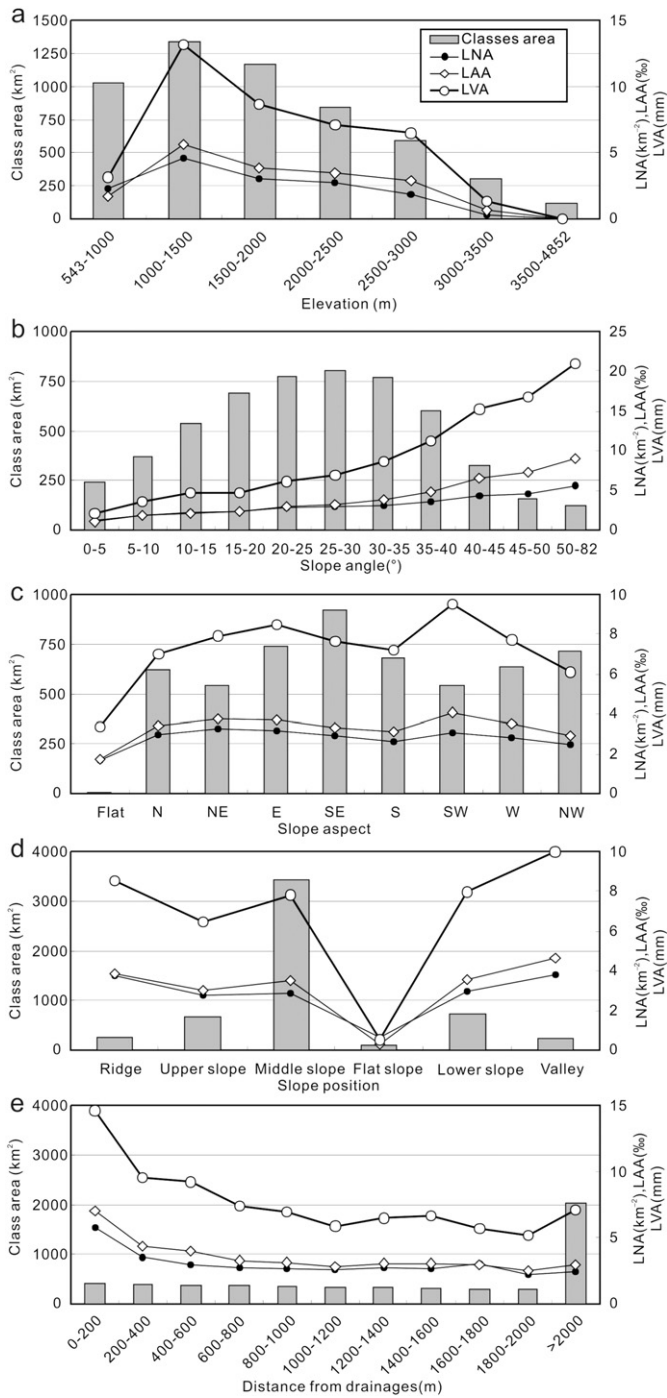 a
1500
1250
1000
750
500
250
0
Class area (km²)
15
10
5
0
LNA(km⁻²),LAA(‰)
LVA(mm)
Classes area
LNA
LAA
LVA
543-1000
1000-1500
1500-2000
2000-2500
2500-3000
3000-3500
3500-4852
Elevation (m)
b
1000
750
500
250
0
Class area (km²)
25
20
15
10
5
0
LNA(km⁻²),LAA(‰)
LVA(mm)
0-5 5-10 10-15 15-20 20-25 25-30 30-35 35-40 40-45 45-50 50-82
Slope angle(°)
c
1000
750
500
250
0
Class area (km²)
10
8
6
4
2
0
LNA(km⁻²),LAA(‰)
LVA(mm)
Flat N NE E SE S SW W NW
Slope aspect
d
4000
3000
2000
1000
0
Class area (km²)
10
8
6
4
2
0
LNA(km⁻²),LAA(‰)
LVA(mm)
Ridge Upper slope Middle slope Flat slope Lower slope Valley
Slope position
e
4000
3000
2000
1000
0
Class area (km²)
15
10
5
0
LNA(km⁻²),LAA(‰)
LVA(mm)
0-200
200-400
400-600
600-800
800-1000
1000-1200
1200-1400
1400-1600
1600-1800
1800-2000
>2000
Distance from drainages(m)